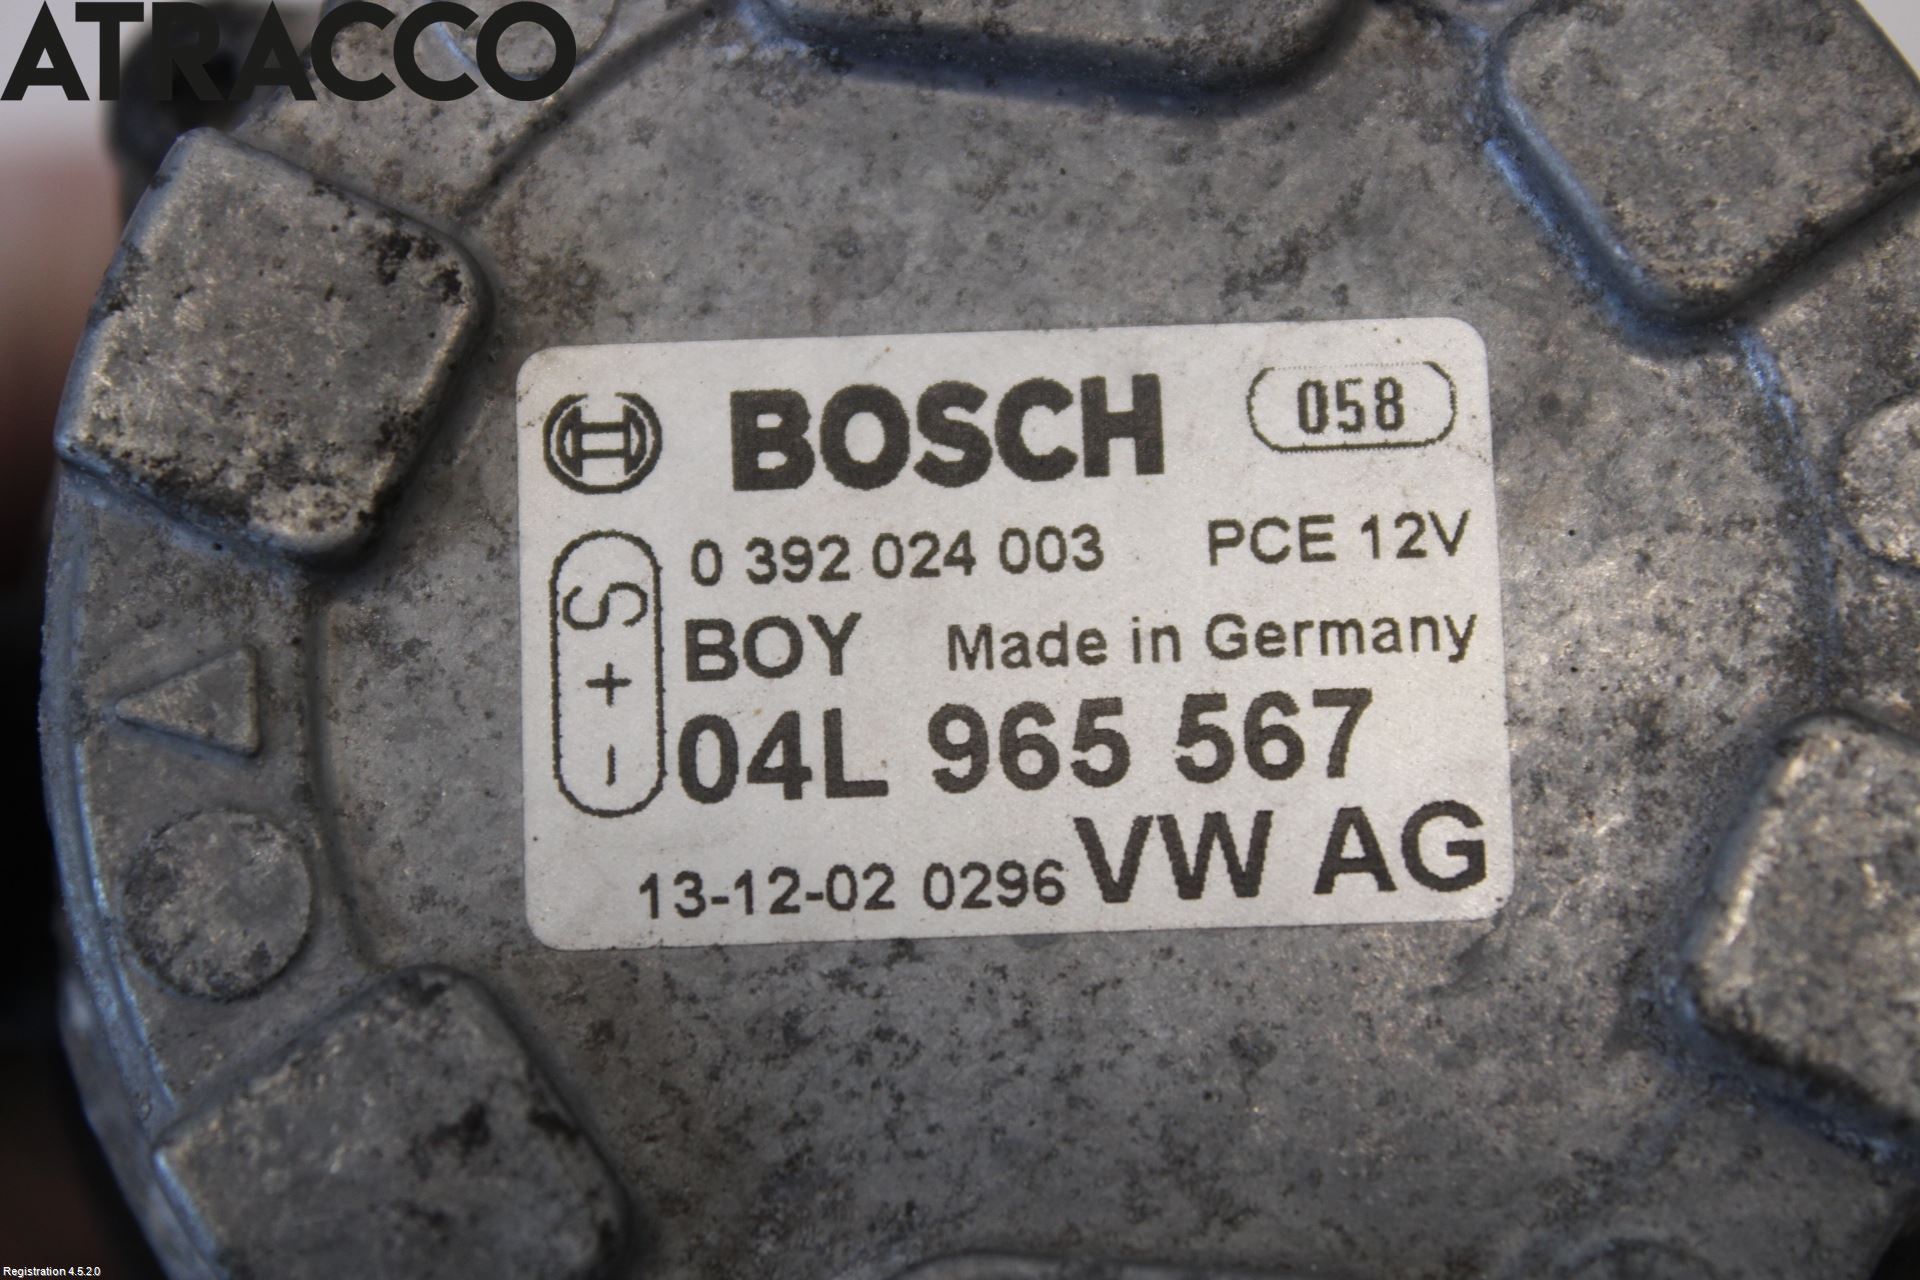 ATRACCO
BOSCH 058
0 392 024 003 PCE 12V
S + -
BOY Made in Germany
04L 965 567
VW AG
13-12-02 0296
Registration 4.5.2.0